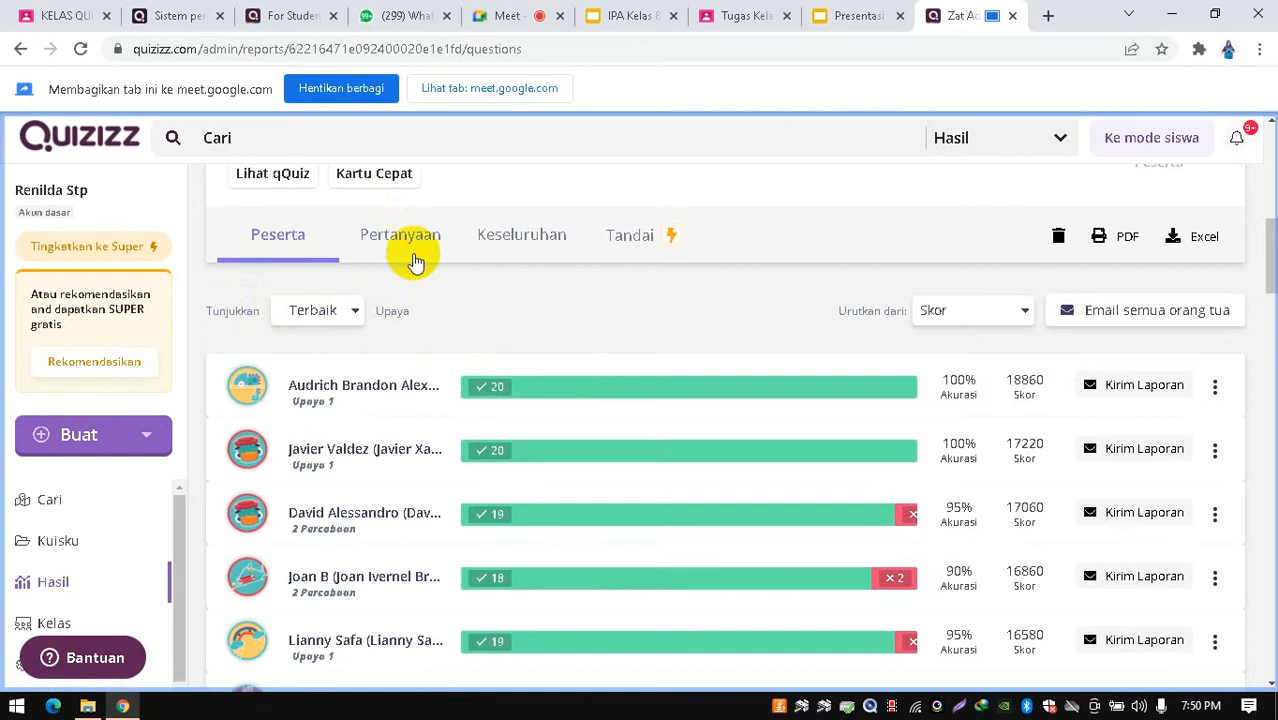 KELAS QUI
Sistem per
For studen
(299) What
Meet -
IPA Kelas 8
Tugas Kela
Presentasi
Zat Ad
quizizz.com/admin/reports/62216471e092400020e1e1fd/questions
Membagikan tab ini ke meet.google.com
Hentikan berbagi
Lihat tab: meet.google.com
QUIZIZZ
Cari
Hasil
Ke mode siswa
9+
Renilda Stp
Akun dasar
Tingkatkan ke Super
Atau rekomendasikan
and dapatkan SUPER
gratis
Rekomendasikan
Buat
Cari
Kuisku
Hasil
Kelas
Bantuan
Peserta
Lihat qQuiz
Kartu Cepat
Peserta
Pertanyaan
Keseluruhan
Tandai
PDF
Excel
Tunjukkan
Terbaik
Upaya
Urutkan dari:
Skor
Email semua orang tua
Audrich Brandon Alex...
Upaya 1
20
100%
Akurasi
18860
Skor
Kirim Laporan
Javier Valdez (Javier Xa...
Upaya 1
20
100%
Akurasi
17220
Skor
Kirim Laporan
David Alessandro (Dav...
2 Percobaan
19
95%
Akurasi
17060
Skor
Kirim Laporan
Joan B (Joan Ivernel Br...
2 Percobaan
18
2
90%
Akurasi
16860
Skor
Kirim Laporan
Lianny Safa (Lianny Sa...
Upaya 1
19
95%
Akurasi
16580
Skor
Kirim Laporan
7:50 PM